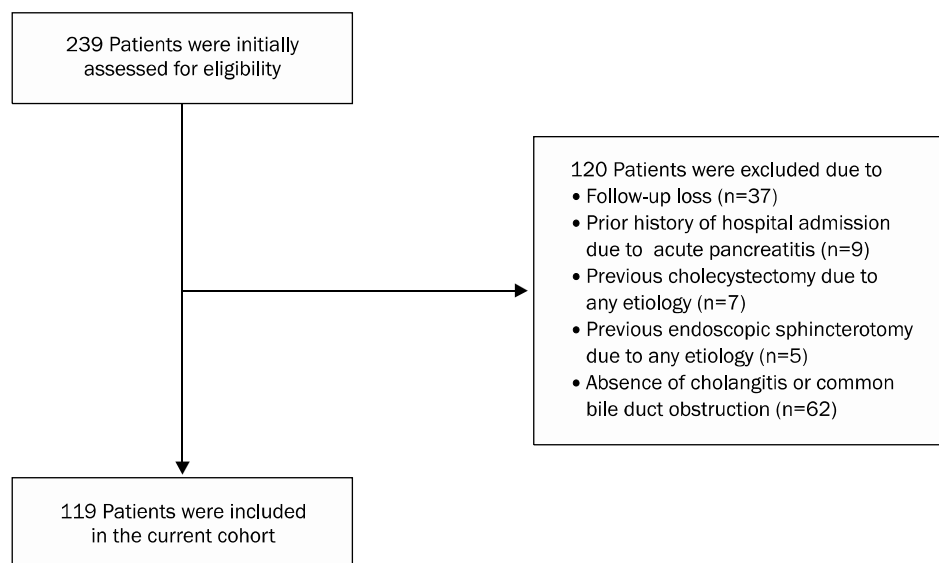 239 Patients were initially
assessed for eligibility
120 Patients were excluded due to
• Follow-up loss (n=37)
• Prior history of hospital admission
due to  acute pancreatitis (n=9)
• Previous cholecystectomy due to
any etiology (n=7)
• Previous endoscopic sphincterotomy
due to any etiology (n=5)
• Absence of cholangitis or common
bile duct obstruction (n=62)
119 Patients were included
in the current cohort